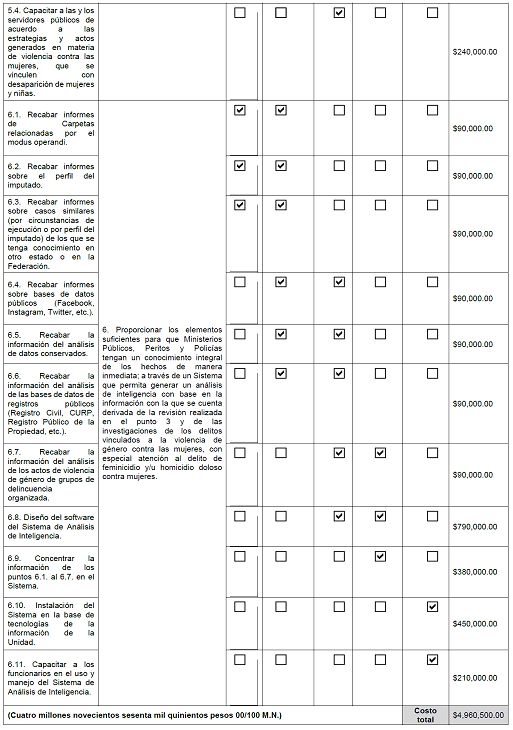 5.4. Capacitar a las y los
servidores públicos de
acuerdo a las
estrategias y actos
generados en materia
de violencia contra las
mujeres, que se
vinculen con
desaparición de mujeres
y niñas.
$240,000.00
6.1. Recabar informes
de Carpetas
relacionadas por el
modus operandi.
$90,000.00
6.2. Recabar informes
sobre el perfil del
imputado.
$90,000.00
6.3. Recabar informes
sobre casos similares
(por circunstancias de
ejecución o por perfil del
imputado) de los que se
tenga conocimiento en
otro estado o en la
Federación.
$90,000.00
6.4. Recabar informes
sobre bases de datos
públicos (Facebook,
Instagram, Twitter, etc.).
$90,000.00
6. Proporcionar los elementos
suficientes para que Ministerios
Públicos, Peritos y Policías
tengan un conocimiento integral
de los hechos de manera
inmediata; a través de un Sistema
que permita generar un análisis
de inteligencia con base en la
información con la que se cuenta
derivada de la revisión realizada
en el punto 3 y de las
investigaciones de los delitos
vinculados a la violencia de
género contra las mujeres, con
especial atención al delito de
feminicidio y/u homicidio doloso
contra mujeres.
6.5. Recabar la
información del análisis
de datos conservados.
$90,000.00
6.6. Recabar la
información del análisis
de las bases de datos de
registros públicos
(Registro Civil, CURP,
Registro Público de la
Propiedad, etc.).
$90,000.00
6.7. Recabar la
información del análisis
de los actos de violencia
de género de grupos de
delincuencia
organizada.
$90,000.00
6.8. Diseño del software
del Sistema de Análisis
de Inteligencia.
$790,000.00
6.9. Concentrar la
información de los
puntos 6.1. al 6.7. en el
Sistema.
$380,000.00
6.10. Instalación del
Sistema en la base de
tecnologías de la
información de la
Unidad.
$450,000.00
6.11. Capacitar a los
funcionarios en el uso y
manejo del Sistema de
Análisis de Inteligencia.
$210,000.00
(Cuatro millones novecientos sesenta mil quinientos pesos 00/100 M.N.)
Costo
total
$4,960,500.00